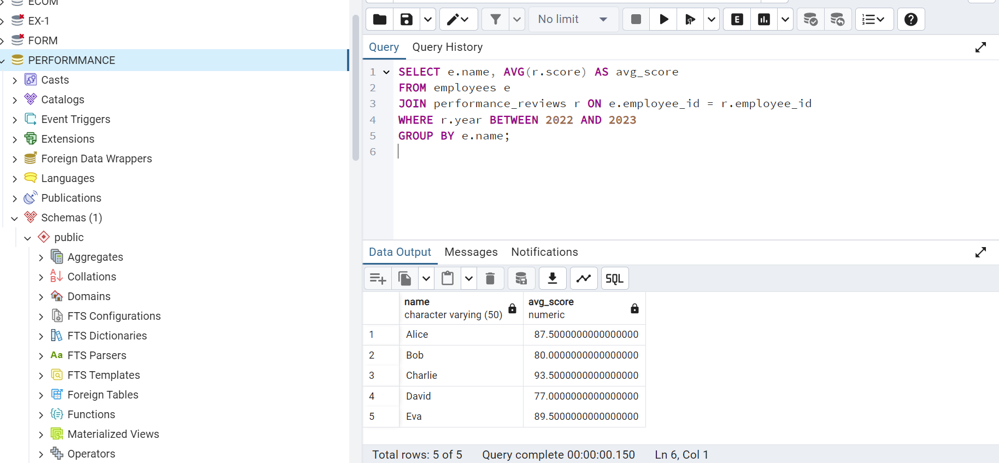 ECOM
EX-1
FORM
PERFORMMANCE
Casts
Catalogs
Event Triggers
Extensions
Foreign Data Wrappers
Languages
Publications
Schemas (1)
public
Aggregates
Collations
Domains
FTS Configurations
FTS Dictionaries
Aa FTS Parsers
FTS Templates
Foreign Tables
Functions
Materialized Views
Operators
No limit
E
Query Query History
1 SELECT e.name, AVG(r.score) AS avg_score
2 FROM employees e
3 JOIN performance_reviews r ON e.employee_id = r.employee_id
4 WHERE r.year BETWEEN 2022 AND 2023
5 GROUP BY e.name;
6
Data Output Messages Notifications
SQL
name avg_score
character varying (50) numeric
1 Alice 87.5000000000000000
2 Bob 80.0000000000000000
3 Charlie 93.5000000000000000
4 David 77.0000000000000000
5 Eva 89.5000000000000000
Total rows: 5 of 5 Query complete 00:00:00.150 Ln 6, Col 1